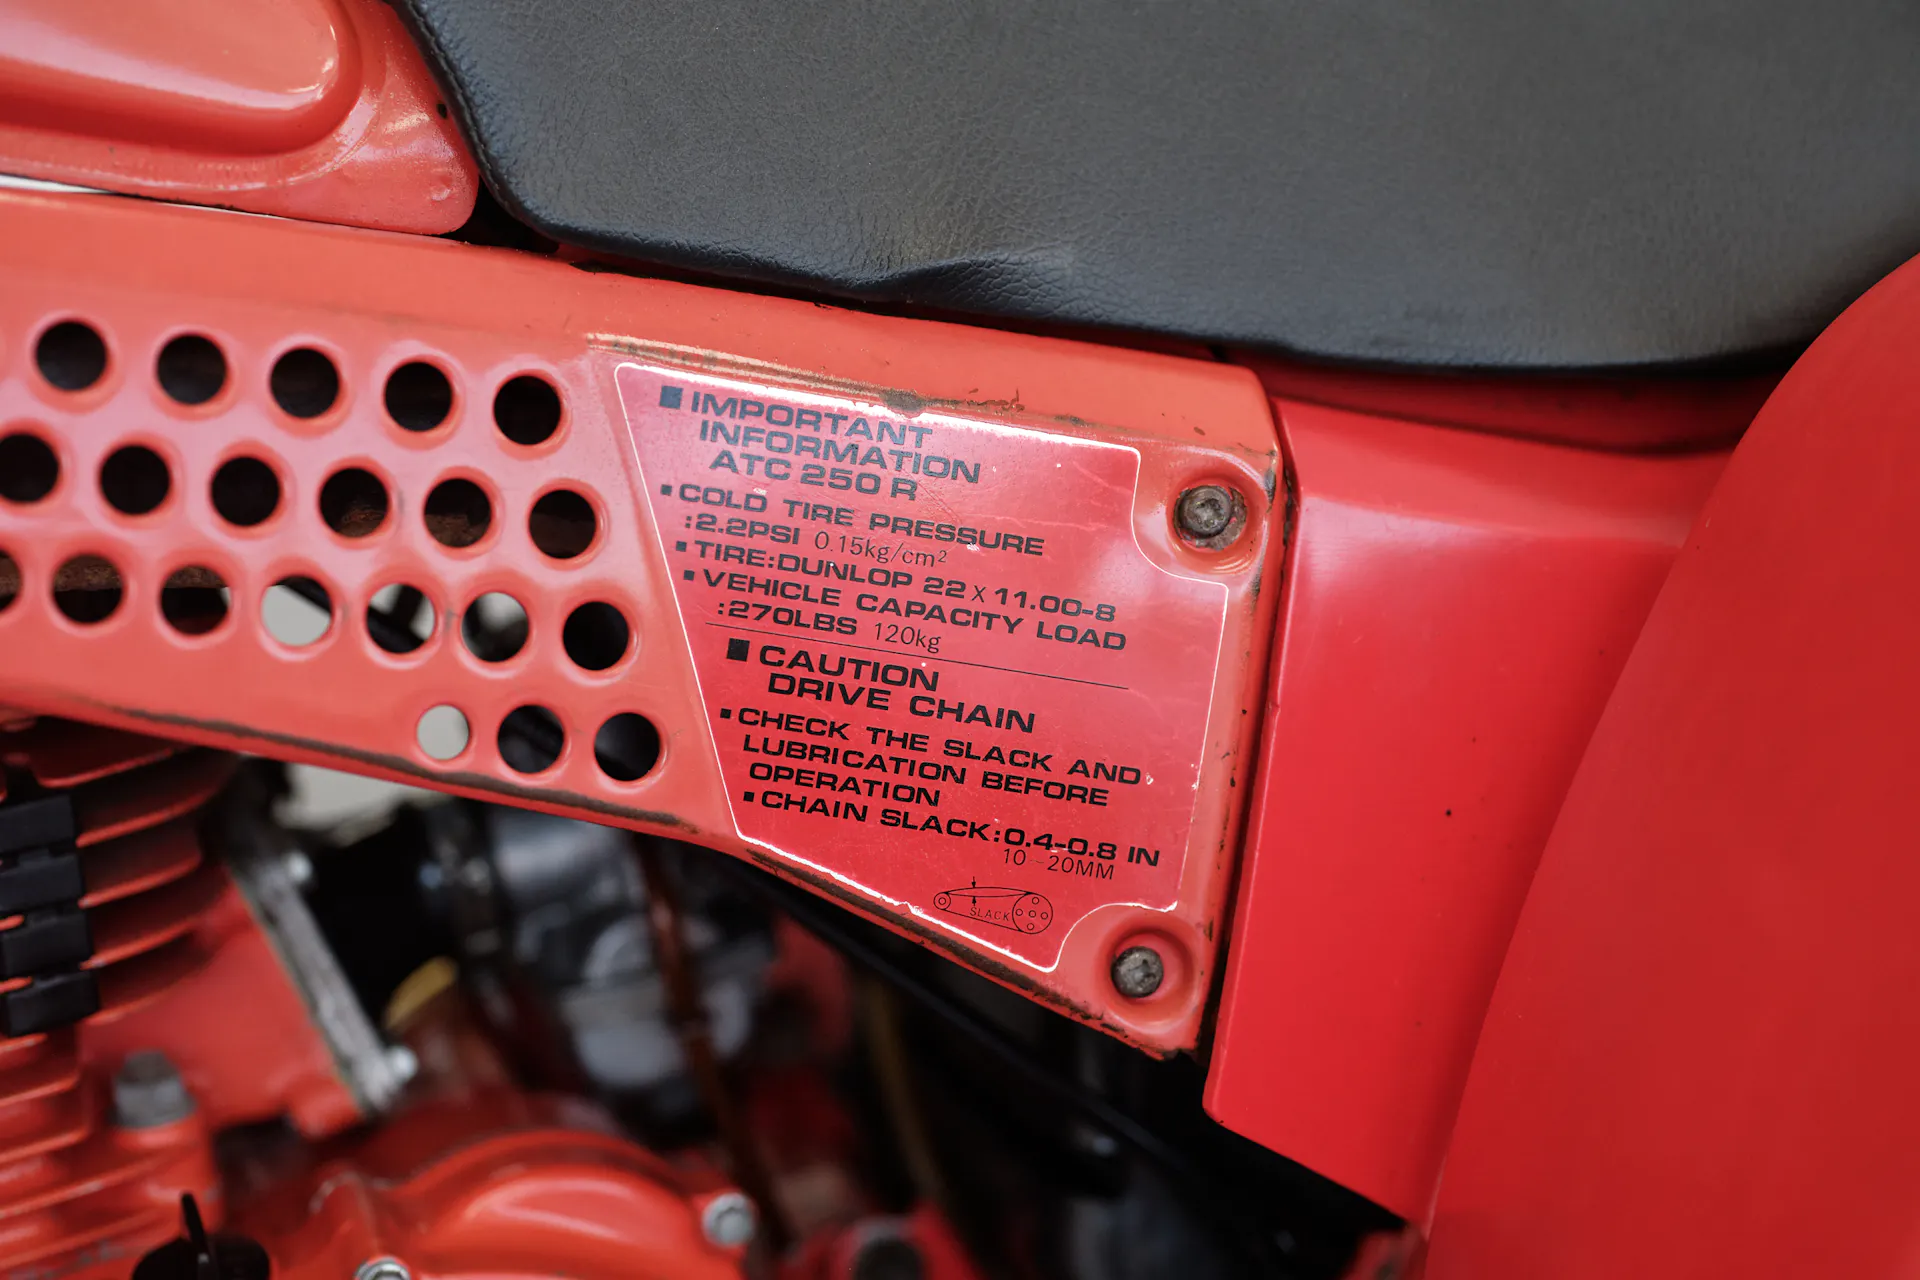 ■ IMPORTANT
INFORMATION
ATC 250 R
▪ COLD TIRE PRESSURE
:2.2PSI 0.15kg/cm²
▪ TIRE:DUNLOP 22 x 11.00-8
▪ VEHICLE CAPACITY LOAD
:270LBS 120kg
■ CAUTION
DRIVE CHAIN
▪ CHECK THE SLACK AND
LUBRICATION BEFORE
OPERATION
▪ CHAIN SLACK:0.4-0.8 IN
10~20MM
SLACK